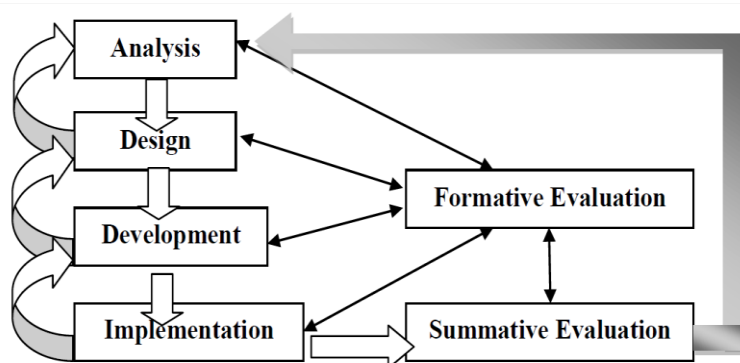 Analysis
Design
Formative Evaluation
Development
Implementation
Summative Evaluation